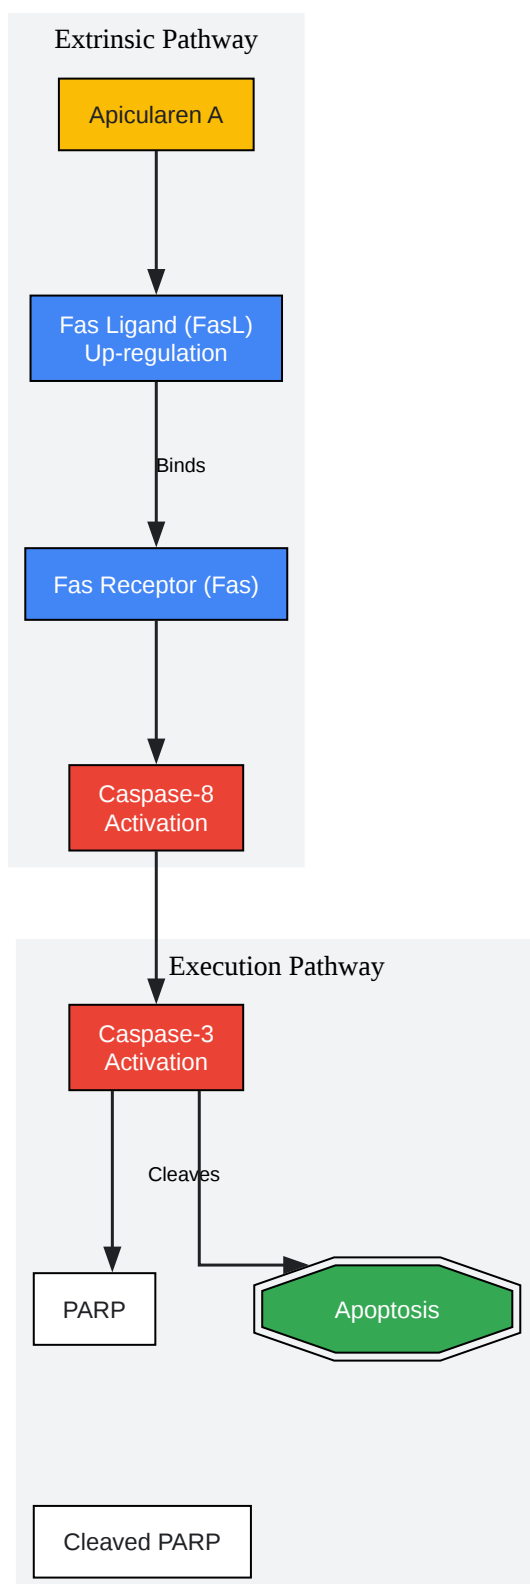 Extrinsic Pathway
Apicularen A
Fas Ligand (FasL)
Up-regulation
Binds
Fas Receptor (Fas)
Caspase-8
Activation
Execution Pathway
Caspase-3
Activation
Cleaves
PARP
Apoptosis
Cleaved PARP